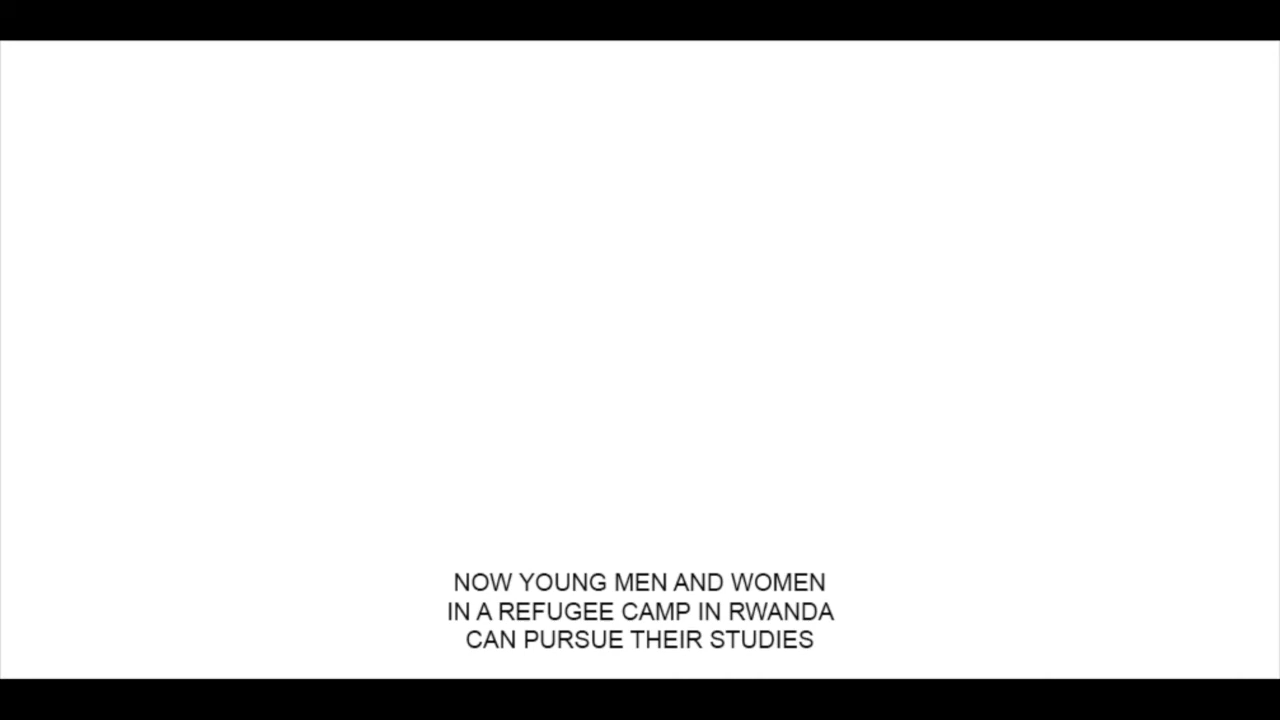 NOW YOUNG MEN AND WOMEN
IN A REFUGEE CAMP IN RWANDA
CAN PURSUE THEIR STUDIES